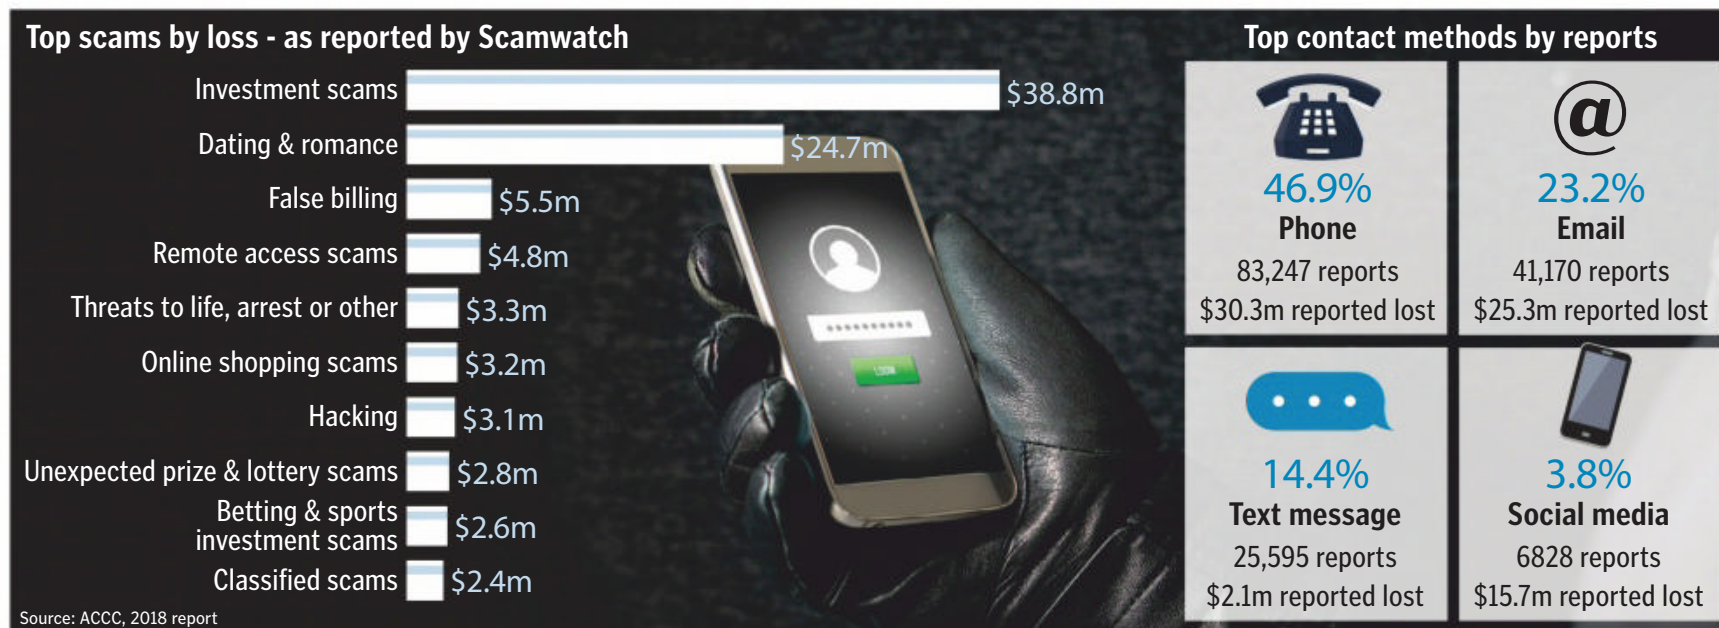 Top scams by loss - as reported by Scamwatch
Investment scams
$38.8m
Dating & romance
$24.7m
False billing
$5.5m
Remote access scams
$4.8m
Threats to life, arrest or other
$3.3m
Online shopping scams
$3.2m
Hacking
$3.1m
Unexpected prize & lottery scams
$2.8m
Betting & sports
investment scams
$2.6m
Classified scams
$2.4m
Source: ACCC, 2018 report
LOGIN
Top contact methods by reports
46.9%
Phone
83,247 reports
$30.3m reported lost
@
23.2%
Email
41,170 reports
$25.3m reported lost
14.4%
Text message
25,595 reports
$2.1m reported lost
3.8%
Social media
6828 reports
$15.7m reported lost